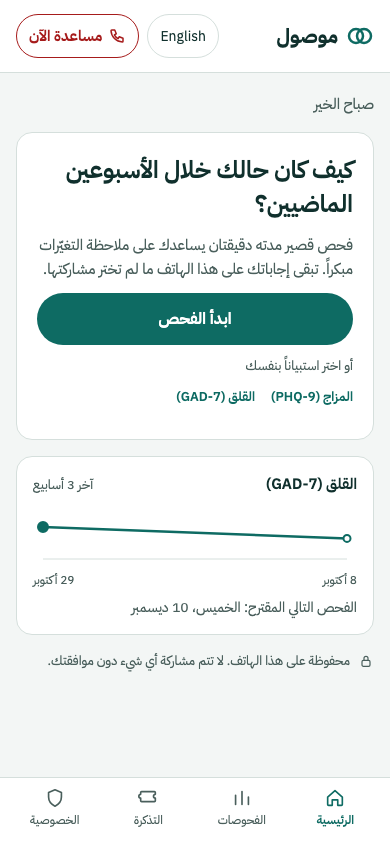 موصول
English
مساعدة الآن
صباح الخير
كيف كان حالك خلال الأسبوعين
الماضيين؟
فحص قصير مدته دقيقتان يساعدك على ملاحظة التغيّرات
مبكراً. تبقى إجاباتك على هذا الهاتف ما لم تختر مشاركتها.
ابدأ الفحص
أو اختر استبياناً بنفسك
المزاج (PHQ-9) القلق (GAD-7)
القلق (GAD-7) آخر 3 أسابيع
8 أكتوبر 29 أكتوبر
الفحص التالي المقترح: الخميس، 10 ديسمبر
محفوظة على هذا الهاتف. لا تتم مشاركة أي شيء دون موافقتك.
الرئيسية الفحوصات التذكرة الخصوصية